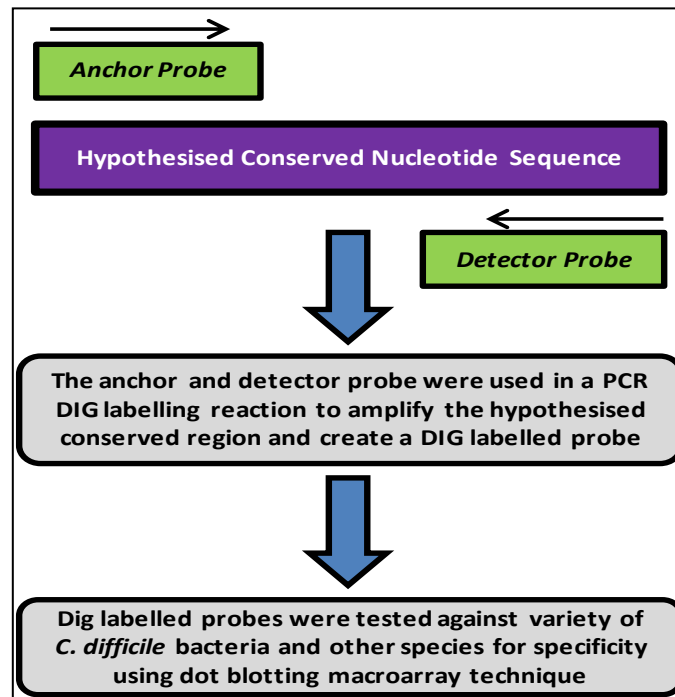 Anchor Probe
Hypothesised Conserved Nucleotide Sequence
Detector Probe
The anchor and detector probe were used in a PCR
DIG labelling reaction to amplify the hypothesised
conserved region and create a DIG labelled probe
Dig labelled probes were tested against variety of
C. difficile bacteria and other species for specificity
using dot blotting macroarray technique